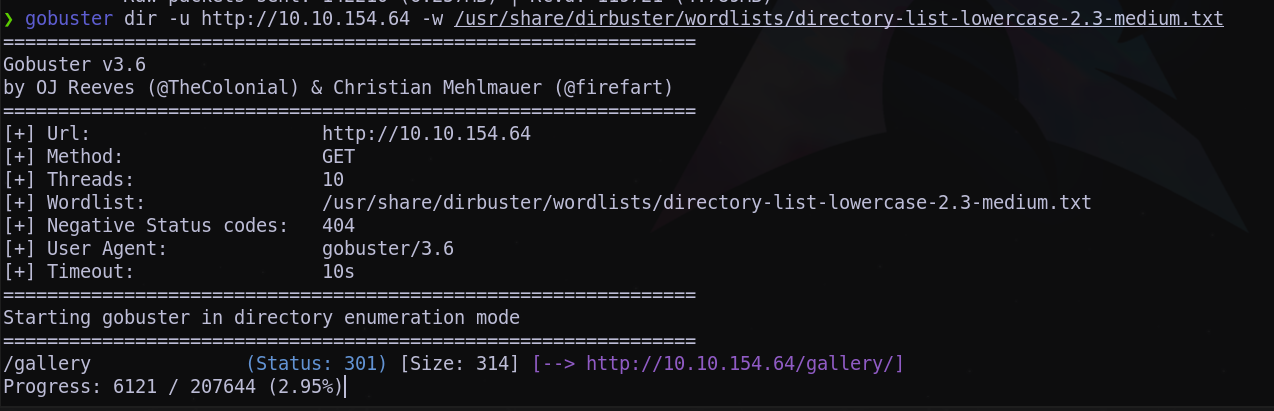 ❯ gobuster dir -u http://10.10.154.64 -w /usr/share/dirbuster/wordlists/directory-list-lowercase-2.3-medium.txt
===============================================================
Gobuster v3.6
by OJ Reeves (@TheColonial) & Christian Mehlmauer (@firefart)
===============================================================
[+] Url:                     http://10.10.154.64
[+] Method:                  GET
[+] Threads:                 10
[+] Wordlist:                /usr/share/dirbuster/wordlists/directory-list-lowercase-2.3-medium.txt
[+] Negative Status codes:   404
[+] User Agent:              gobuster/3.6
[+] Timeout:                 10s
===============================================================
Starting gobuster in directory enumeration mode
===============================================================
/gallery              (Status: 301) [Size: 314] [--> http://10.10.154.64/gallery/]
Progress: 6121 / 207644 (2.95%)